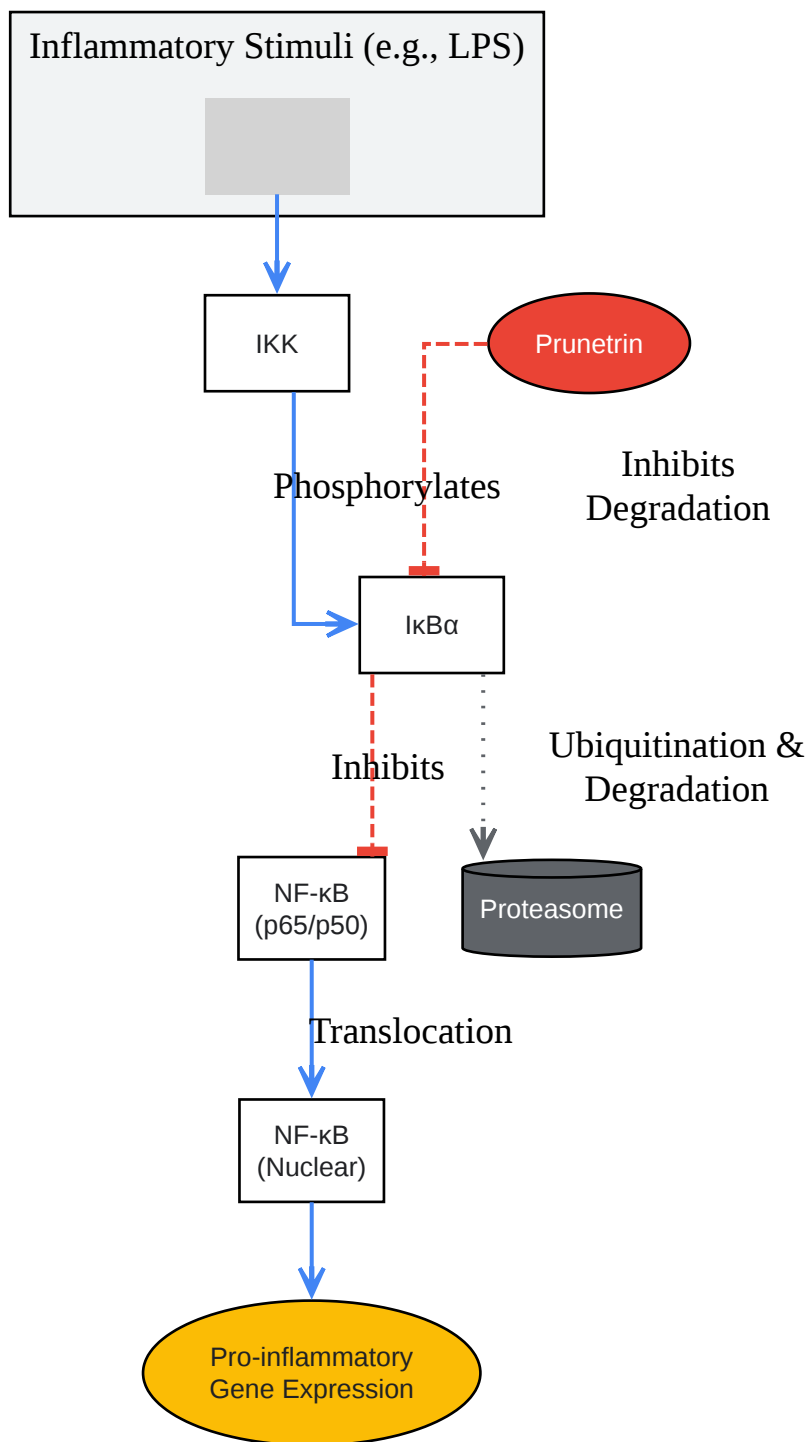 Inflammatory Stimuli (e.g., LPS)
IKK
Prunetrin
Phosphorylates
Inhibits
Degradation
IκBα
Inhibits
Ubiquitination &
Degradation
NF-κB
(p65/p50)
Proteasome
Translocation
NF-κB
(Nuclear)
Pro-inflammatory
Gene Expression